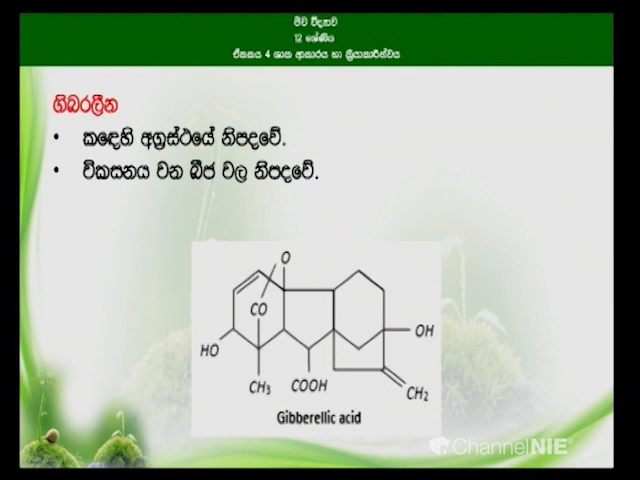 ජීව විද්‍යාව
12 ශ්‍රේණිය
ඒකකය 4 ශාක ආකාරය හා ක්‍රියාකාරිත්වය
ගිබරලීන
• කඳෙහි අග්‍රස්ථයේ නිපදවේ.
• විකසනය වන බීජ වල නිපදවේ.
O
CO
HO
OH
CH3
COOH
CH2
Gibberellic acid
ChannelNIE